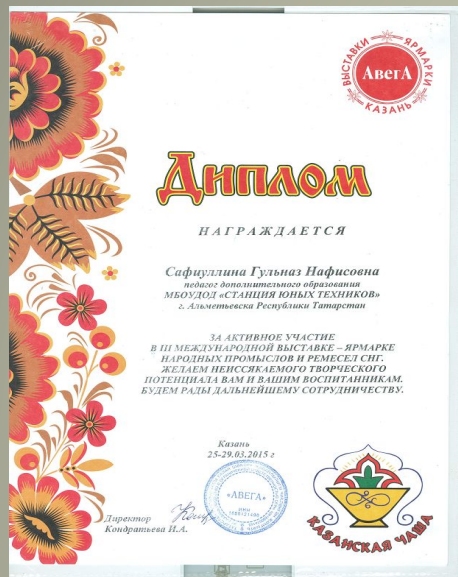 ВЫСТАВКИ ЯРМАРКИ
АвегА
КАЗАНЬ
Диплом
НАГРАЖДАЕТСЯ
Сафиуллина Гульназ Нафисовна
педагог дополнительного образования
МБОУДОД «СТАНЦИЯ ЮНЫХ ТЕХНИКОВ»
г. Альметьевска Республики Татарстан
ЗА АКТИВНОЕ УЧАСТИЕ
В III МЕЖДУНАРОДНОЙ ВЫСТАВКЕ – ЯРМАРКЕ
НАРОДНЫХ ПРОМЫСЛОВ И РЕМЕСЕЛ СНГ.
ЖЕЛАЕМ НЕИССЯКАЕМОГО ТВОРЧЕСКОГО
ПОТЕНЦИАЛА ВАМ И ВАШИМ ВОСПИТАННИКАМ.
БУДЕМ РАДЫ ДАЛЬНЕЙШЕМУ СОТРУДНИЧЕСТВУ.
Казань
25-29.03.2015 г
«АВЕГА»
ИНН
Директор
Кондратьева И.А.
КАЗАНСКАЯ ЧАША